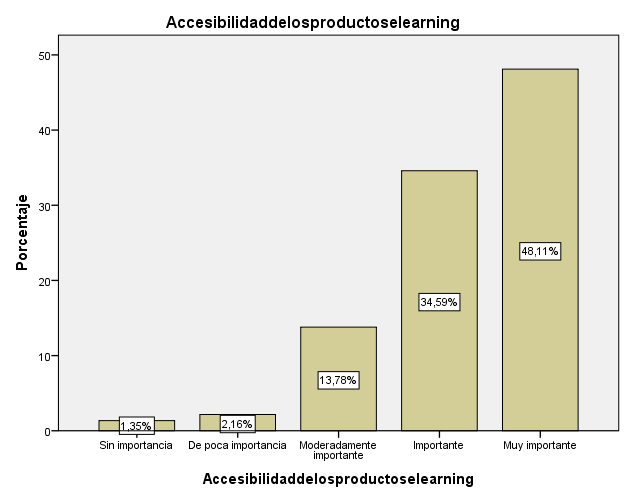 Accesibilidaddelosproductoselearning
Porcentaje
50
40
30
20
10
0
48,11%
34,59%
13,78%
2,16%
1,35%
Sin importancia
De poca importancia
Moderadamente
importante
Importante
Muy importante
Accesibilidaddelosproductoselearning